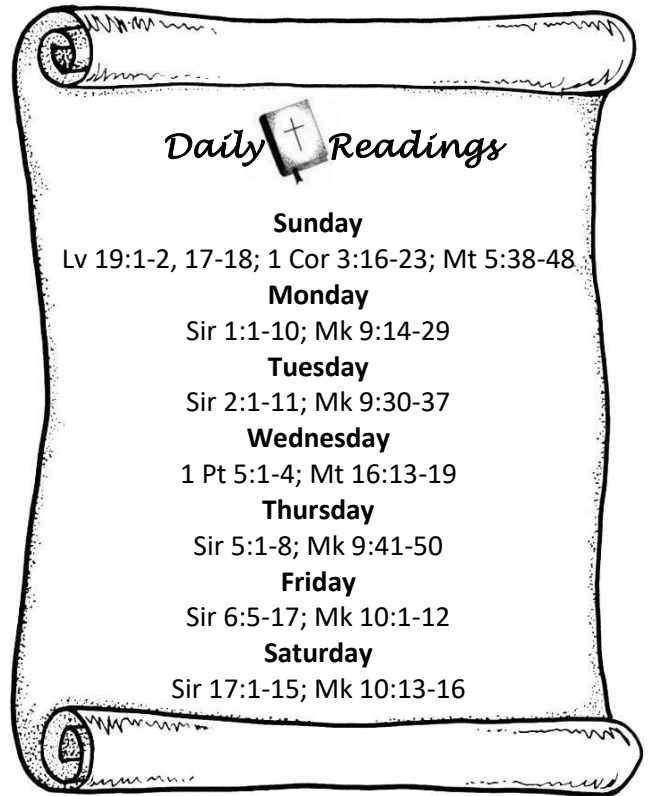 Daily Readings
Sunday
Lv 19:1-2, 17-18; 1 Cor 3:16-23; Mt 5:38-48
Monday
Sir 1:1-10; Mk 9:14-29
Tuesday
Sir 2:1-11; Mk 9:30-37
Wednesday
1 Pt 5:1-4; Mt 16:13-19
Thursday
Sir 5:1-8; Mk 9:41-50
Friday
Sir 6:5-17; Mk 10:1-12
Saturday
Sir 17:1-15; Mk 10:13-16